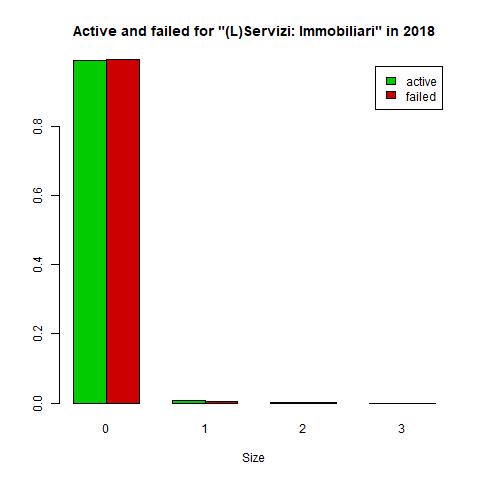 Active and failed for "(L)Servizi: Immobiliari" in 2018
active
failed
0.8
0.6
0.4
0.2
0.0
0 1 2 3
Size